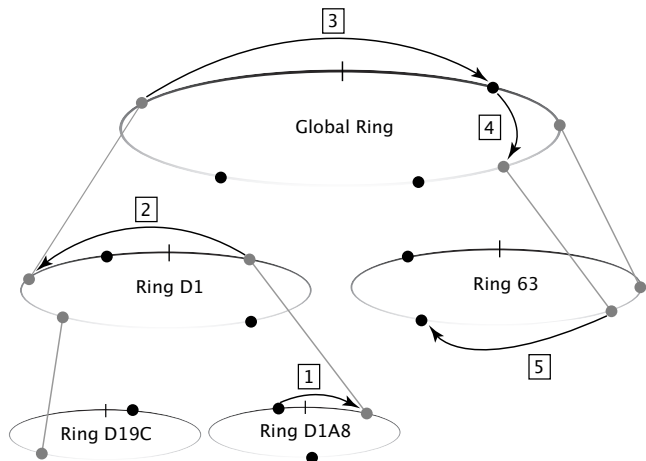 3
Global Ring
4
2
Ring D1
Ring 63
5
1
Ring D19C
Ring D1A8